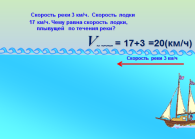 Скорость реки 3 км/ч. Скорость лодки
17 км/ч. Чему равна скорость лодки,
плывущей по течения реки?
V = 17+3 =20(км/ч)
Скорость реки 3 км/ч